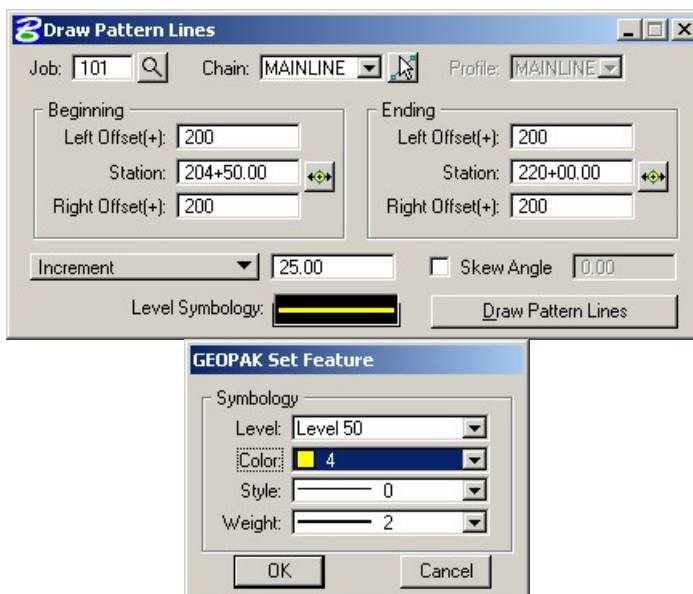 Draw Pattern Lines
Job: 101 Chain: MAINLINE Profile: MAINLINE
Beginning Ending
Left Offset(+): 200 Left Offset(+): 200
Station: 204+50.00 Station: 220+00.00
Right Offset(+): 200 Right Offset(+): 200
Increment 25.00 Skew Angle 0.00
Level Symbology: Draw Pattern Lines
GEOPAK Set Feature
Symbology
Level: Level 50
Color: 4
Style: 0
Weight: 2
OK Cancel